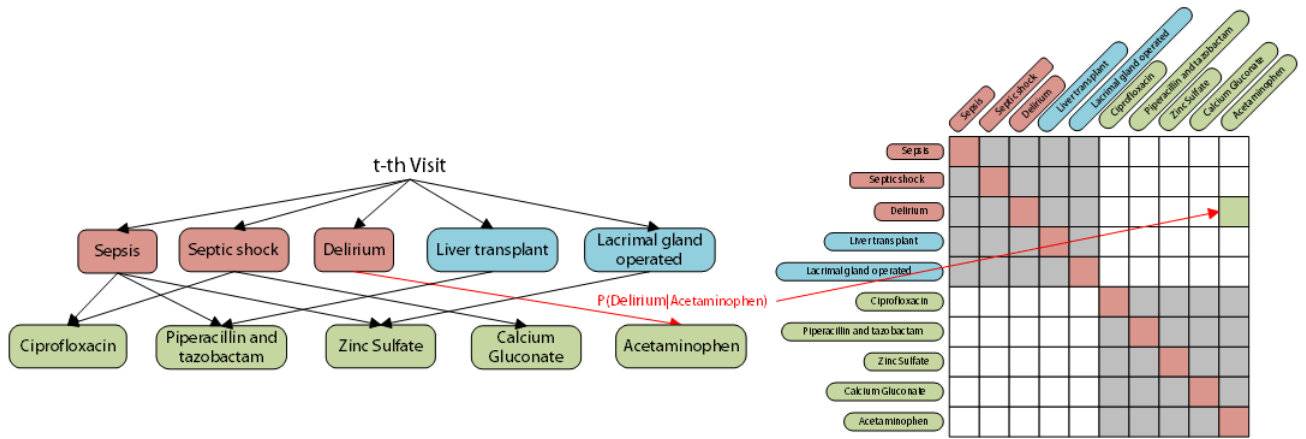 t-th Visit
Sepsis
Septic shock
Delirium
Liver transplant
Lacrimal gland
operated
P(Delirium|Acetaminophen)
Ciprofloxacin
Piperacillin and
tazobactam
Zinc Sulfate
Calcium
Gluconate
Acetaminophen
Sepsis
Septic shock
Delirium
Liver transplant
Lacrimal gland operated
Ciprofloxacin
Piperacillin and tazobactam
Zinc Sulfate
Calcium Gluconate
Acetaminophen
Sepsis
Septic shock
Delirium
Liver transplant
Lacrimal gland operated
Ciprofloxacin
Piperacillin and tazobactam
Zinc Sulfate
Calcium Gluconate
Acetaminophen